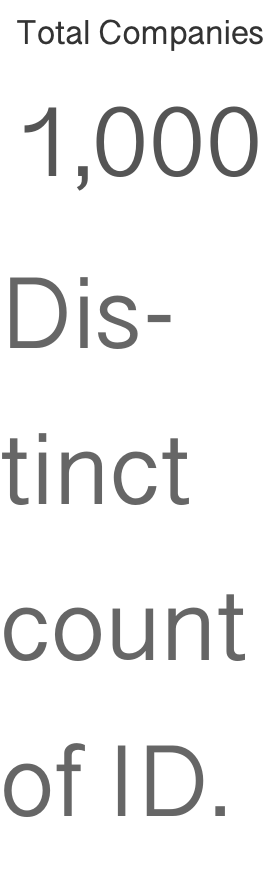 Total Companies
1,000
Dis-
tinct
count
of ID.